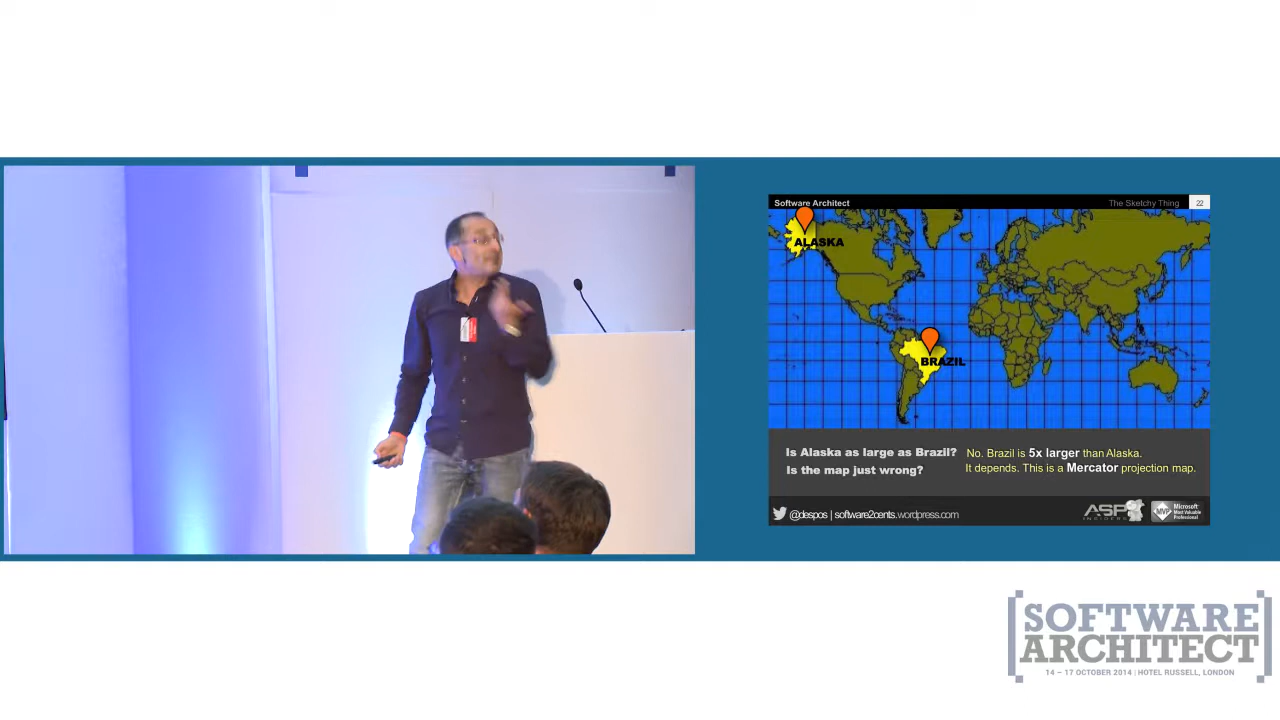 Software Architect
The Sketchy Thing
22
ALASKA
BRAZIL
Is Alaska as large as Brazil?
No. Brazil is 5x larger than Alaska.
Is the map just wrong?
It depends. This is a Mercator projection map.
@despos | software2cents.wordpress.com
ASP
INSIDERS
MVP
Microsoft
Most Valuable
Professional
[SOFTWARE
ARCHITECT]
14 – 17 OCTOBER 2014 | HOTEL RUSSELL, LONDON